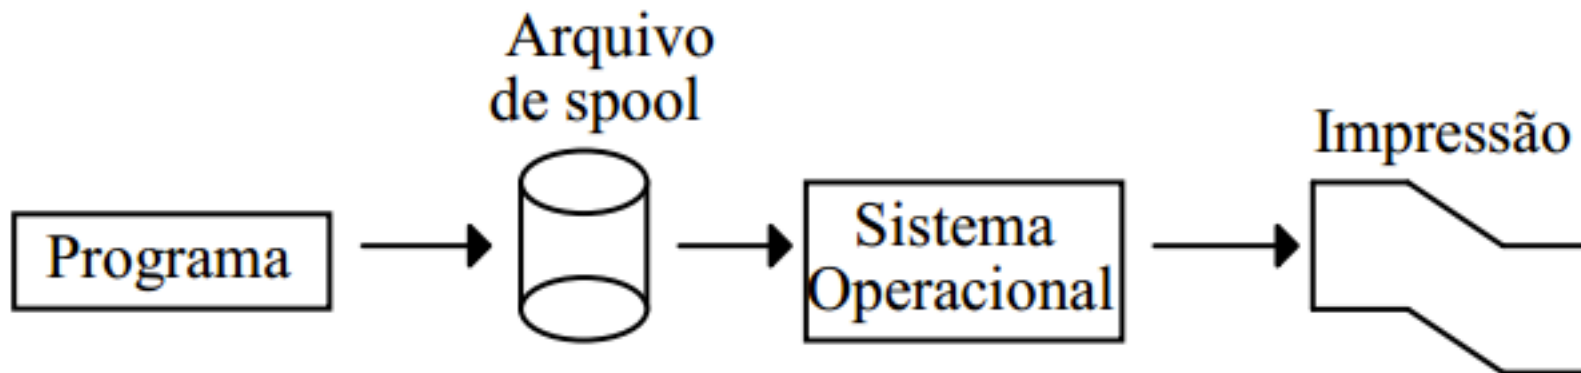 Programa
Arquivo
de spool
Sistema
Operacional
Impressão